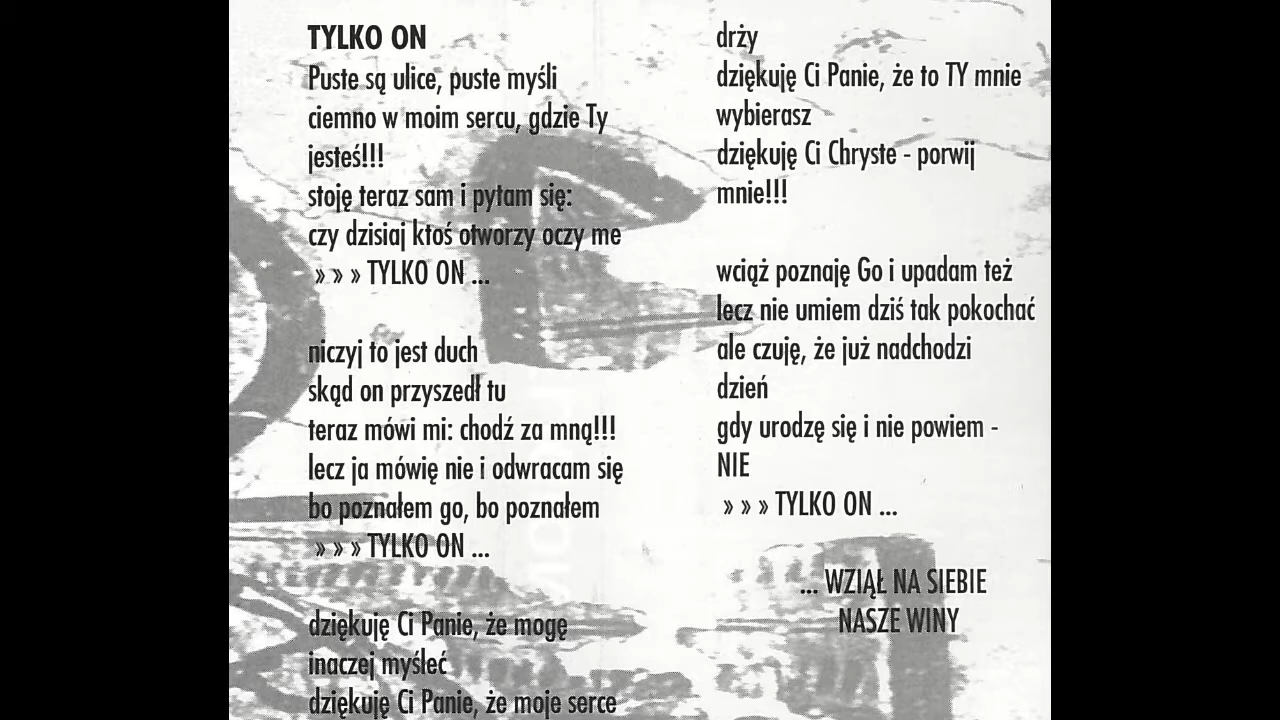 TYLKO ON
Puste są ulice, puste myśli
ciemno w moim sercu, gdzie Ty
jesteś!!!
stoję teraz sam i pytam się:
czy dzisiaj ktoś otworzy oczy me
» » » TYLKO ON ...
niczyj to jest duch
skąd on przyszedł tu
teraz mówi mi: chodź za mną!!!
lecz ja mówię nie i odwracam się
bo poznałem go, bo poznałem
» » » TYLKO ON ...
dziękuję Ci Panie, że mogę
inaczej myśleć
dziękuję Ci Panie, że moje serce
drży
dziękuję Ci Panie, że to TY mnie
wybierasz
dziękuję Ci Chryste - porwij
mnie!!!
wciąż poznaję Go i upadam też
lecz nie umiem dziś tak pokochać
ale czuję, że już nadchodzi
dzień
gdy urodzę się i nie powiem -
NIE
» » » TYLKO ON ...
... WZIĄŁ NA SIEBIE
NASZE WINY